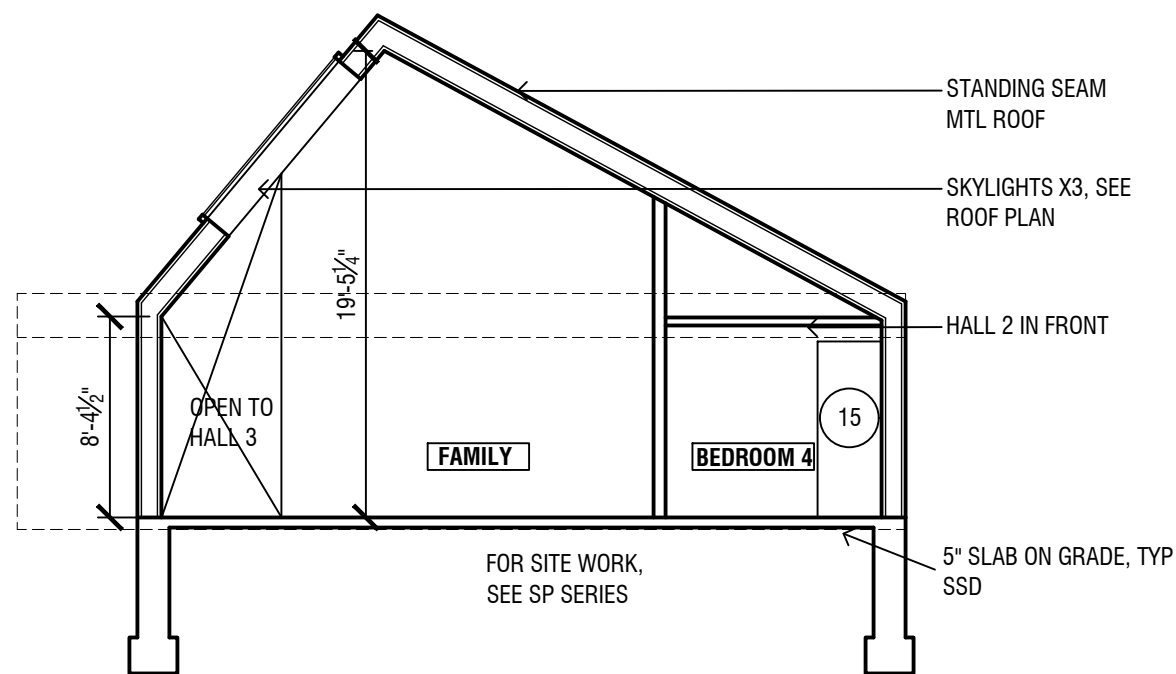 STANDING SEAM
MTL ROOF
SKYLIGHTS X3, SEE
ROOF PLAN
19'-5¼"
HALL 2 IN FRONT
8'-4½"
OPEN TO
HALL 3
15
FAMILY
BEDROOM 4
FOR SITE WORK,
SEE SP SERIES
5" SLAB ON GRADE, TYP
SSD